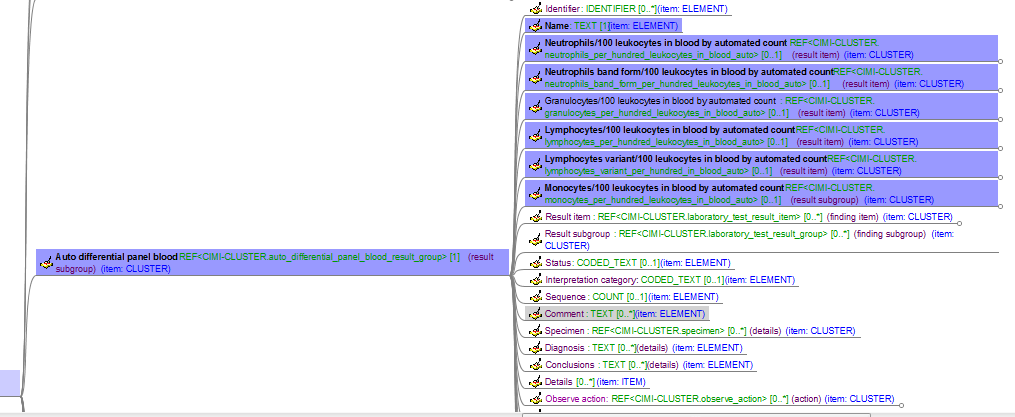 Identifier : IDENTIFIER [0..*](item: ELEMENT)
Name: TEXT [1](item: ELEMENT)
Neutrophils/100 leukocytes in blood by automated count REF<CIMI-CLUSTER.
neutrophils_per_hundred_leukocytes_in_blood_auto> [0..1] (result item) (item: CLUSTER)
Neutrophils band form/100 leukocytes in blood by automated countREF<CIMI-CLUSTER.
neutrophils_band_form_per_hundred_leukocytes_in_blood_auto> [0..1] (result item) (item: CLUSTER)
Granulocytes/100 leukocytes in blood by automated count : REF<CIMI-CLUSTER.
granulocytes_per_hundred_leukocytes_in_blood_auto> [0..1] (result item) (item: CLUSTER)
Lymphocytes/100 leukocytes in blood by automated countREF<CIMI-CLUSTER.
lymphocytes_per_hundred_leukocytes_in_blood_auto> [0..1] (result item) (item: CLUSTER)
Lymphocytes variant/100 leukocytes in blood by automated countREF<CIMI-CLUSTER.
lymphocytes_variant_per_hundred_in_blood_auto> [0..1] (result item) (item: CLUSTER)
Monocytes/100 leukocytes in blood by automated countREF<CIMI-CLUSTER.
monocytes_per_hundred_leukocytes_in_blood_auto> [0..1] (result subgroup) (item: CLUSTER)
Result item : REF<CIMI-CLUSTER.laboratory_test_result_item> [0..*] (finding item) (item: CLUSTER)
Result subgroup : REF<CIMI-CLUSTER.laboratory_test_result_group> [0..*] (finding subgroup) (item:
CLUSTER)
Auto differential panel bloodREF<CIMI-CLUSTER.auto_differential_panel_blood_result_group> [1] (result
subgroup) (item: CLUSTER)
Status: CODED_TEXT [0..1](item: ELEMENT)
Interpretation category: CODED_TEXT [0..1](item: ELEMENT)
Sequence : COUNT [0..1](item: ELEMENT)
Comment : TEXT [0..*](item: ELEMENT)
Specimen : REF<CIMI-CLUSTER.specimen> [0..*] (details) (item: CLUSTER)
Diagnosis : TEXT [0..*](details) (item: ELEMENT)
Conclusions : TEXT [0..*](details) (item: ELEMENT)
Details [0..*] (item: ITEM)
Observe action: REF<CIMI-CLUSTER.observe_action> [0..*] (action) (item: CLUSTER)